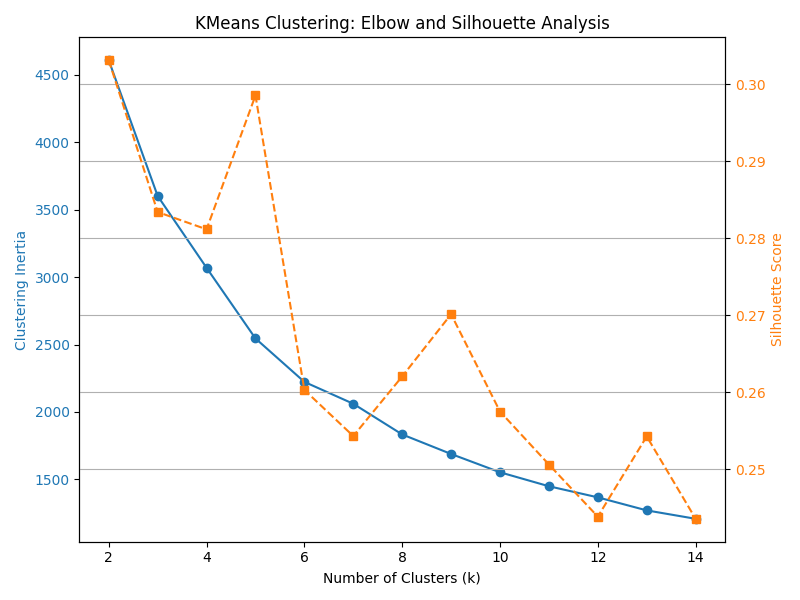 KMeans Clustering: Elbow and Silhouette Analysis
4500
4000
3500
3000
2500
2000
1500
Clustering Inertia
0.30
0.29
0.28
0.27
0.26
0.25
Silhouette Score
2 4 6 8 10 12 14
Number of Clusters (k)